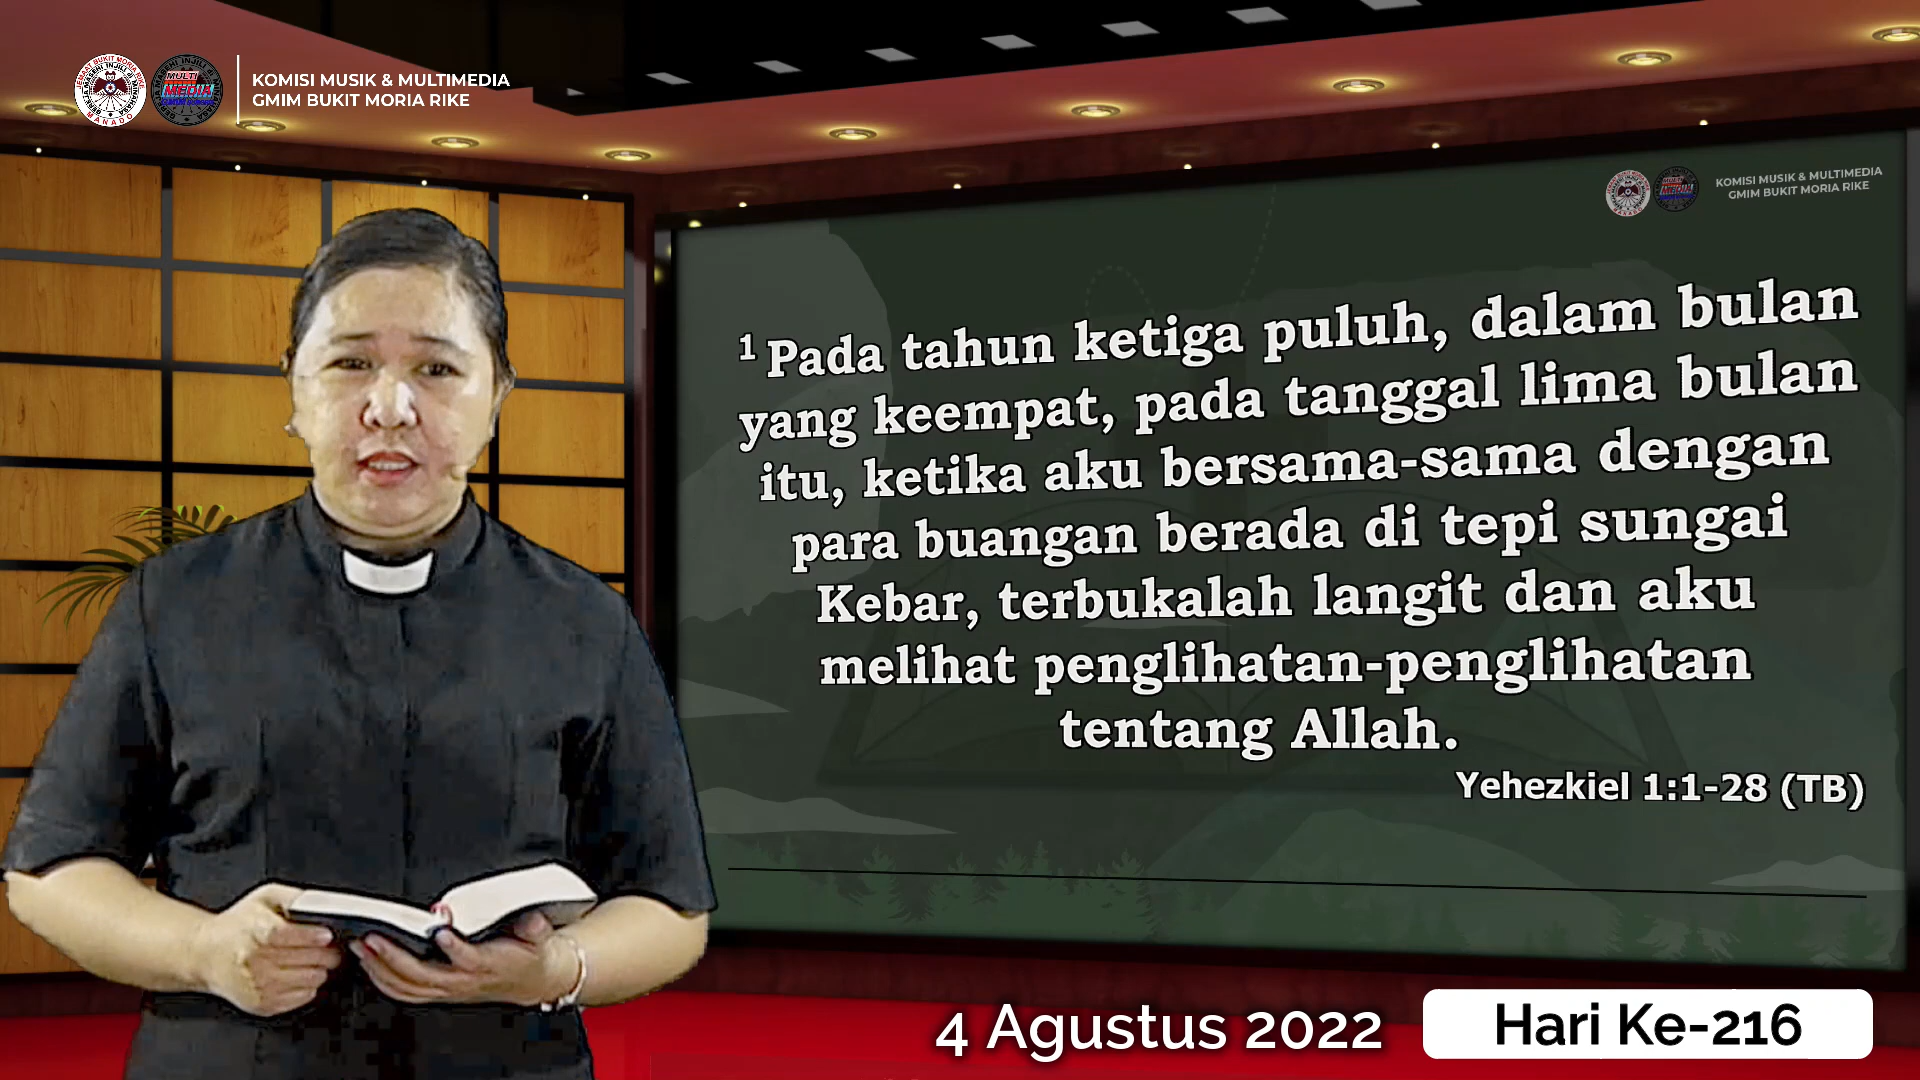 KOMISI MUSIK & MULTIMEDIA
GMIM BUKIT MORIA RIKE
MULTI
MEDIA
MANADO
KOMISI MUSIK & MULTIMEDIA
GMIM BUKIT MORIA RIKE
1 Pada tahun ketiga puluh, dalam bulan
yang keempat, pada tanggal lima bulan
itu, ketika aku bersama-sama dengan
para buangan berada di tepi sungai
Kebar, terbukalah langit dan aku
melihat penglihatan-penglihatan
tentang Allah.
Yehezkiel 1:1-28 (TB)
4 Agustus 2022
Hari Ke-216